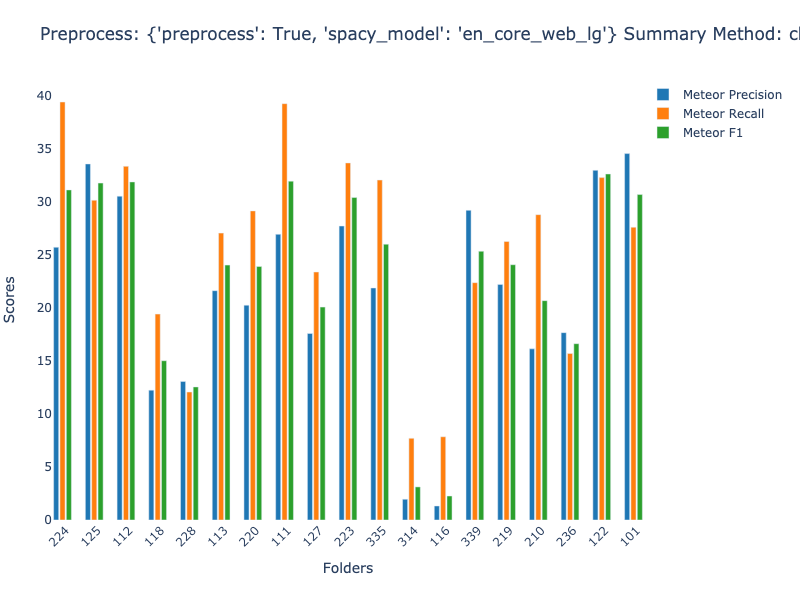 Preprocess: {'preprocess': True, 'spacy_model': 'en_core_web_lg'} Summary Method:
Meteor Precision
Meteor Recall
Meteor F1
Scores
40
35
30
25
20
15
10
5
0
224 125 112 118 228 113 220 111 127 223 335 314 116 339 219 210 236 122 101
Folders